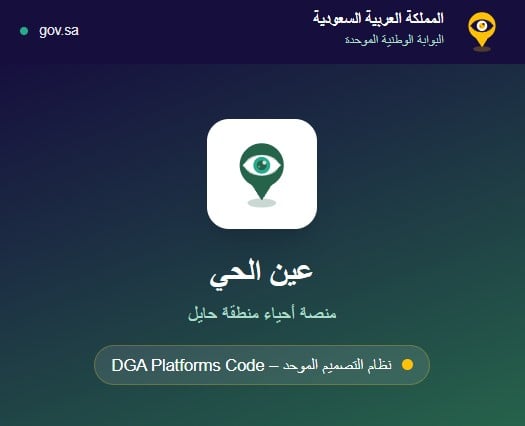 المملكة العربية السعودية
البوابة الوطنية الموحدة
gov.sa
عين الحي
منصة أحياء منطقة حايل
نظام التصميم الموحد – DGA Platforms Code